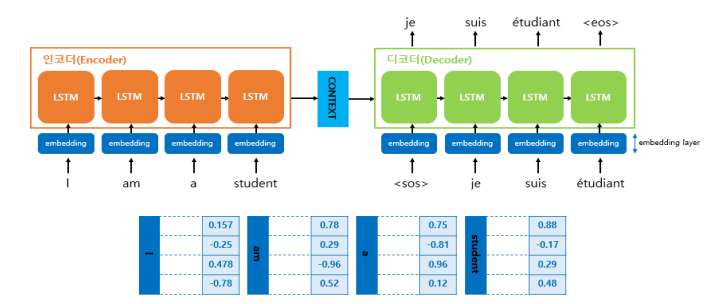 je suis étudiant <eos>
인코더(Encoder)
디코더(Decoder)
LSTM LSTM LSTM LSTM
CONTEXT
LSTM LSTM LSTM LSTM
embedding embedding embedding embedding
embedding embedding embedding embedding
embedding layer
I am a student
<sos> je suis étudiant
I
0.157
-0.25
0.478
-0.78
am
0.78
0.29
-0.96
0.52
a
0.75
-0.81
0.96
0.12
student
0.88
-0.17
0.29
0.48